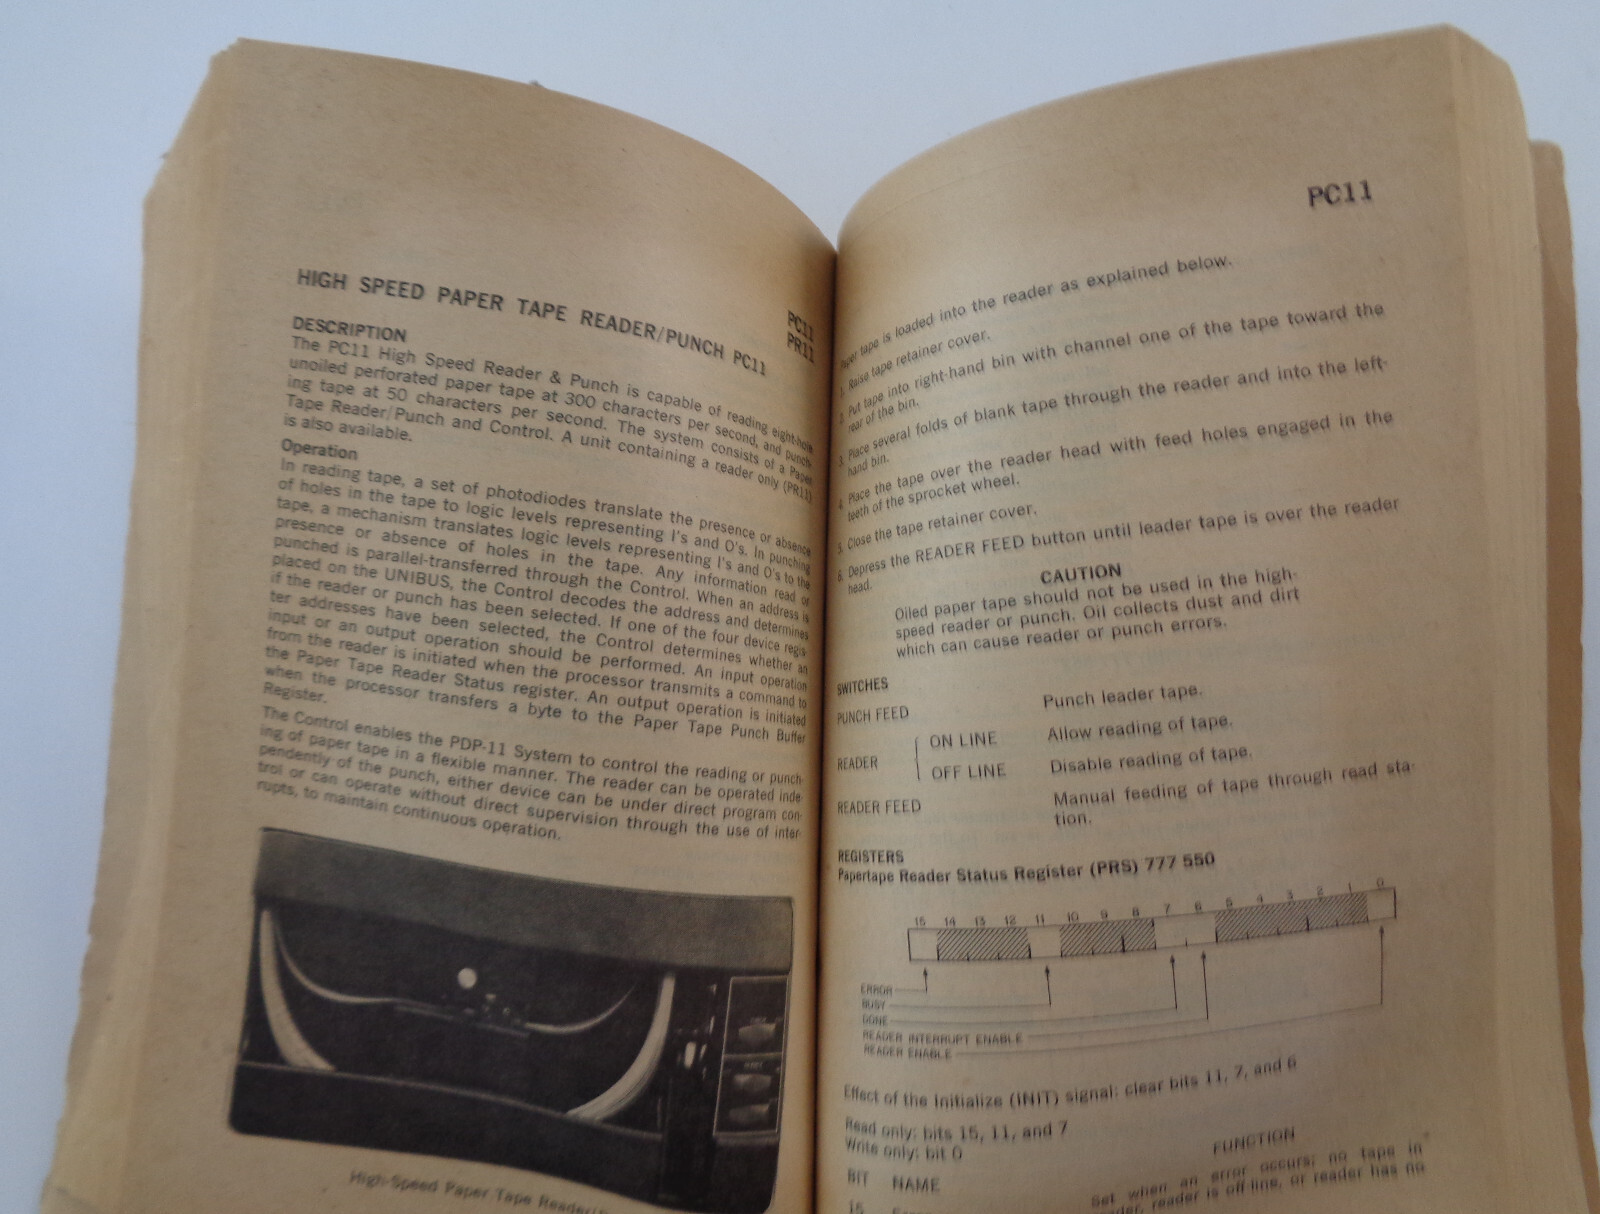 PC11
PR11
HIGH SPEED PAPER TAPE READER/PUNCH PC11
DESCRIPTION
The PC11 High Speed Reader & Punch is capable of reading eight-hole
unoiled perforated paper tape at 300 characters per second, and punch-
ing tape at 50 characters per second. The system consists of a Paper
Tape Reader/Punch and Control. A unit containing a reader only (PR11)
is also available.
Operation
In reading tape, a set of photodiodes translate the presence or absence
of holes in the tape to logic levels representing I's and O's. In punching
tape, a mechanism translates logic levels representing I's and O's to the
presence or absence of holes in the tape. Any information read or
punched is parallel-transferred through the Control. When an address is
placed on the UNIBUS, the Control decodes the address and determines
if the reader or punch has been selected. If one of the four device regis-
ter addresses have been selected, the Control determines whether an
input or an output operation should be performed. An input operation
from the reader is initiated when the processor transmits a command to
the Paper Tape Reader Status register. An output operation is initiated
when the processor transfers a byte to the Paper Tape Punch Buffer
Register.
The Control enables the PDP-11 System to control the reading or punch-
ing of paper tape in a flexible manner. The reader can be operated inde-
pendently of the punch, either device can be under direct program con-
trol or can operate without direct supervision through the use of inter-
rupts, to maintain continuous operation.
High-Speed Paper Tape Reader/
PC11
Paper tape is loaded into the reader as explained below.
1. Raise tape retainer cover.
2. Put tape into right-hand bin with channel one of the tape toward the
rear of the bin.
3. Place several folds of blank tape through the reader and into the left-
hand bin.
4. Place the tape over the reader head with feed holes engaged in the
teeth of the sprocket wheel.
5. Close the tape retainer cover.
6. Depress the READER FEED button until leader tape is over the reader
head.
CAUTION
Oiled paper tape should not be used in the high-
speed reader or punch. Oil collects dust and dirt
which can cause reader or punch errors.
SWITCHES
PUNCH FEED Punch leader tape.
READER ON LINE Allow reading of tape.
OFF LINE Disable reading of tape.
READER FEED Manual feeding of tape through read sta-
tion.
REGISTERS
Papertape Reader Status Register (PRS) 777 550
15 14 13 12 11 10 9 8 7 6 5 4 3 2 1 0
ERROR
BUSY
DONE
READER INTERRUPT ENABLE
READER ENABLE
Effect of the Initialize (INIT) signal: clear bits 11, 7, and 6
Read only: bits 15, 11, and 7
Write only: bit 0
BIT NAME FUNCTION
15 Set when an error occurs: no tape in
reader, reader is off-line, or reader has no